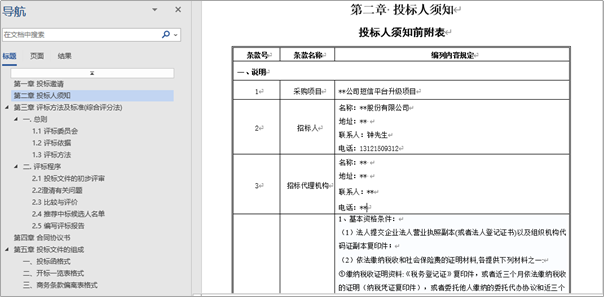 导航
在文档中搜索
标题 页面 结果
第一章 投标邀请
第二章 投标人须知
第三章 评标方法及标准(综合评分法)
一. 总则
1.1 评标委员会
1.2 评标依据
1.3 评标方法
二. 评标程序
2.1 投标文件的初步评审
2.2澄清有关问题
2.3 比较与评价
2.4 推荐中标候选人名单
2.5 编写评标报告
第四章 合同协议书
第五章 投标文件的组成
一、投标函格式
二、开标一览表格式
三、商务条款偏离表格式
第二章 投标人须知
投标人须知前附表
条款号 条款名称 编列内容规定
一、说明
1 采购项目 **公司短信平台升级项目
2 招标人 名称：**股份有限公司
地址：**
联系人：钟先生
电话：13121809312
3 招标代理机构 名称：**
地址：**
联系人：**
电话：**
1、基本资格条件：
（1）法人提交企业法人营业执照副本(或者法人登记证书)以及组织机构代
码证副本复印件；
（2）依法缴纳税收和社会保险费的证明材料,各提供下列材料之一
①缴纳税收证明资料：《税务登记证》复印件，或者近三个月依法缴纳税收
的证明（纳税凭证复印件），或者委托他人缴纳的委托代办协议和近三个